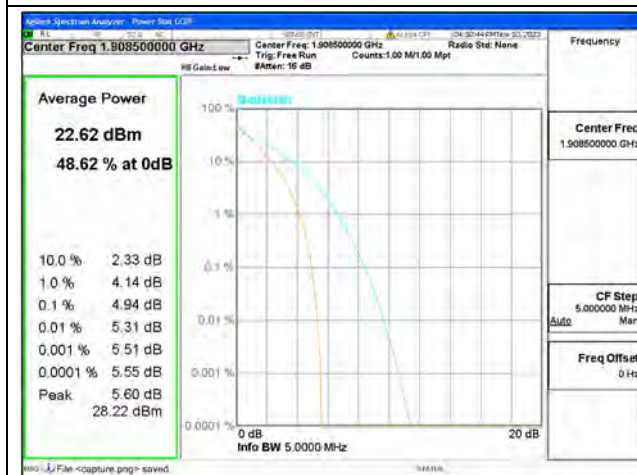 Agilent Spectrum Analyzer - Power Stat CCDF
RL
Center Freq 1.908500000 GHz
Center Freq: 1.908500000 GHz
Radio Std: None
Trig: Free Run
Counts:1.00 M/1.00 Mpt
#Atten: 16 dB
Frequency
Average Power
22.62 dBm
48.62 % at 0dB
10.0 % 2.33 dB
1.0 % 4.14 dB
0.1 % 4.94 dB
0.01 % 5.31 dB
0.001 % 5.51 dB
0.0001 % 5.55 dB
Peak 5.60 dB
28.22 dBm
Gaussian
100 %
10 %
1 %
0.1 %
0.01 %
0.001 %
0.0001 %
0 dB
20 dB
Info BW 5.0000 MHz
Center Freq
1.908500000 GHz
CF Step
5.000000 MHz
Auto Man
Freq Offset
0 Hz
MSG File <capture.png> saved
STATUS